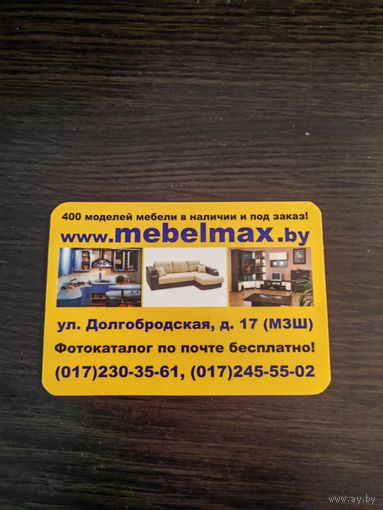 400 моделей мебели в наличии и под заказ!
www.mebelmax.by
ул. Долгобродская, д. 17 (МЗШ)
Фотокаталог по почте бесплатно!
(017)230-35-61, (017)245-55-02
www.ay.by